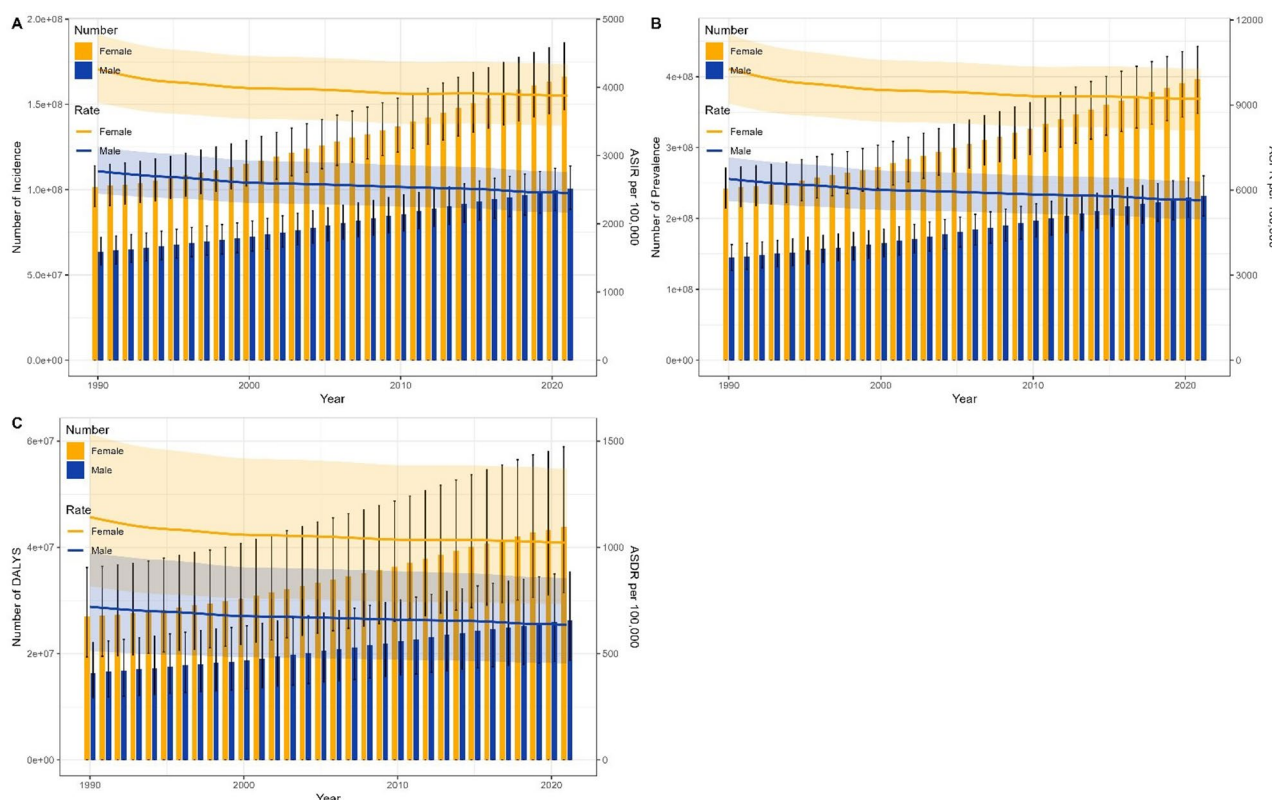 A
Number
Female
Male
Rate
Female
Male
2.0e+08
1.5e+08
1.0e+08
5.0e+07
0.0e+00
Number of Incidence
5000
4000
3000
2000
1000
0
ASIR per 100,000
1990
2000
2010
2020
Year
B
Number
Female
Male
Rate
Female
Male
4e+08
3e+08
2e+08
1e+08
0e+00
Number of Prevalence
12000
9000
6000
3000
0
1990
2000
2010
2020
Year
C
Number
Female
Male
Rate
Female
Male
6e+07
4e+07
2e+07
0e+00
Number of DALYS
1500
1000
500
0
ASDR per 100,000
1990
2000
2010
2020
Year